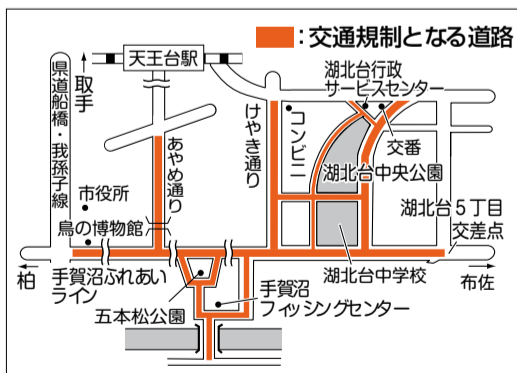 ：交通規制となる道路
天王台駅
取手
県道船橋・我孫子線
湖北台行政
サービスセンター
あやめ通り
けやき通り
コンビニ
交番
湖北台中央公園
市役所
鳥の博物館
湖北台5丁目
交差点
柏
手賀沼ふれあい
ライン
五本松公園
手賀沼
フィッシングセンター
湖北台中学校
布佐